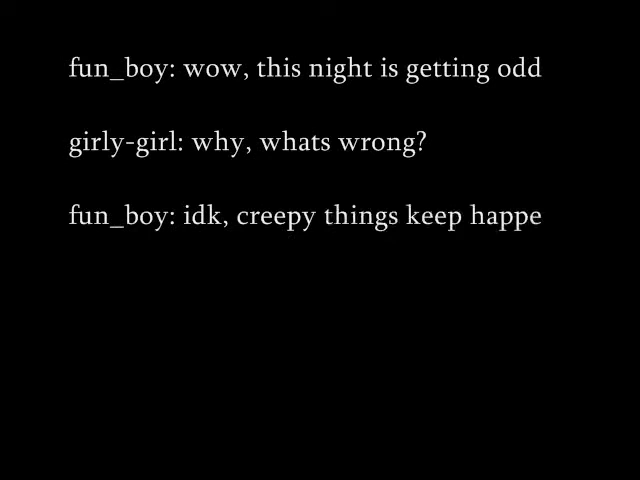 fun_boy: wow, this night is getting odd
girly-girl: why, whats wrong?
fun_boy: idk, creepy things keep happe